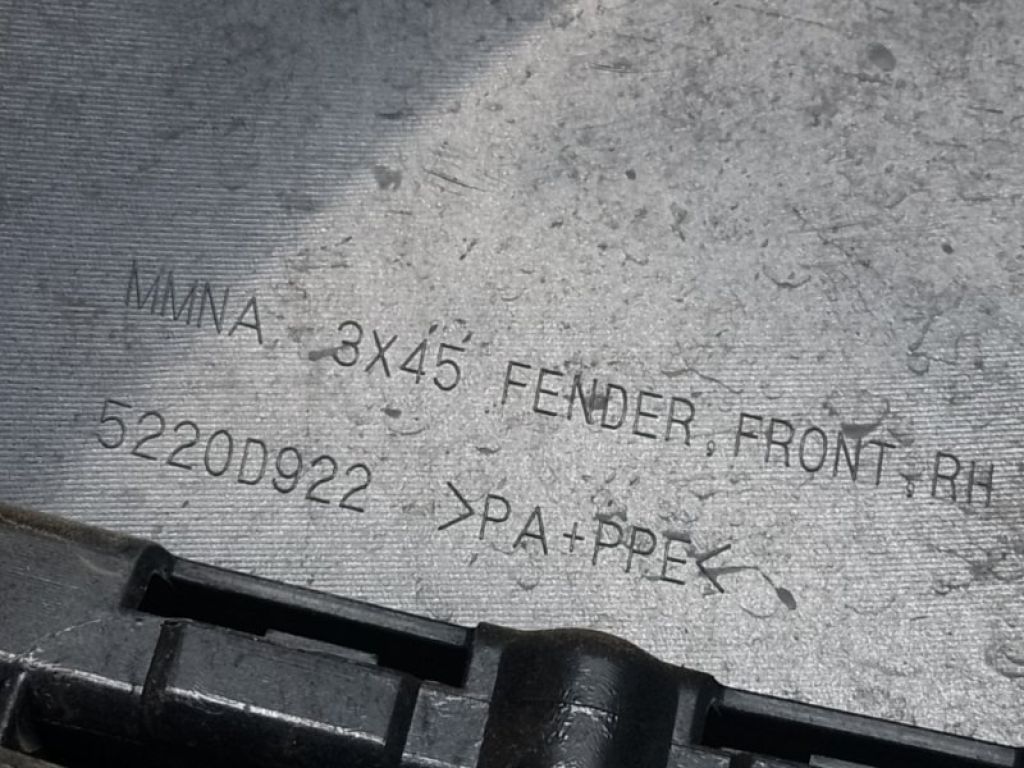 MMNA 3X45 FENDER, FRONT, RH
5220D922 >PA+PPE<